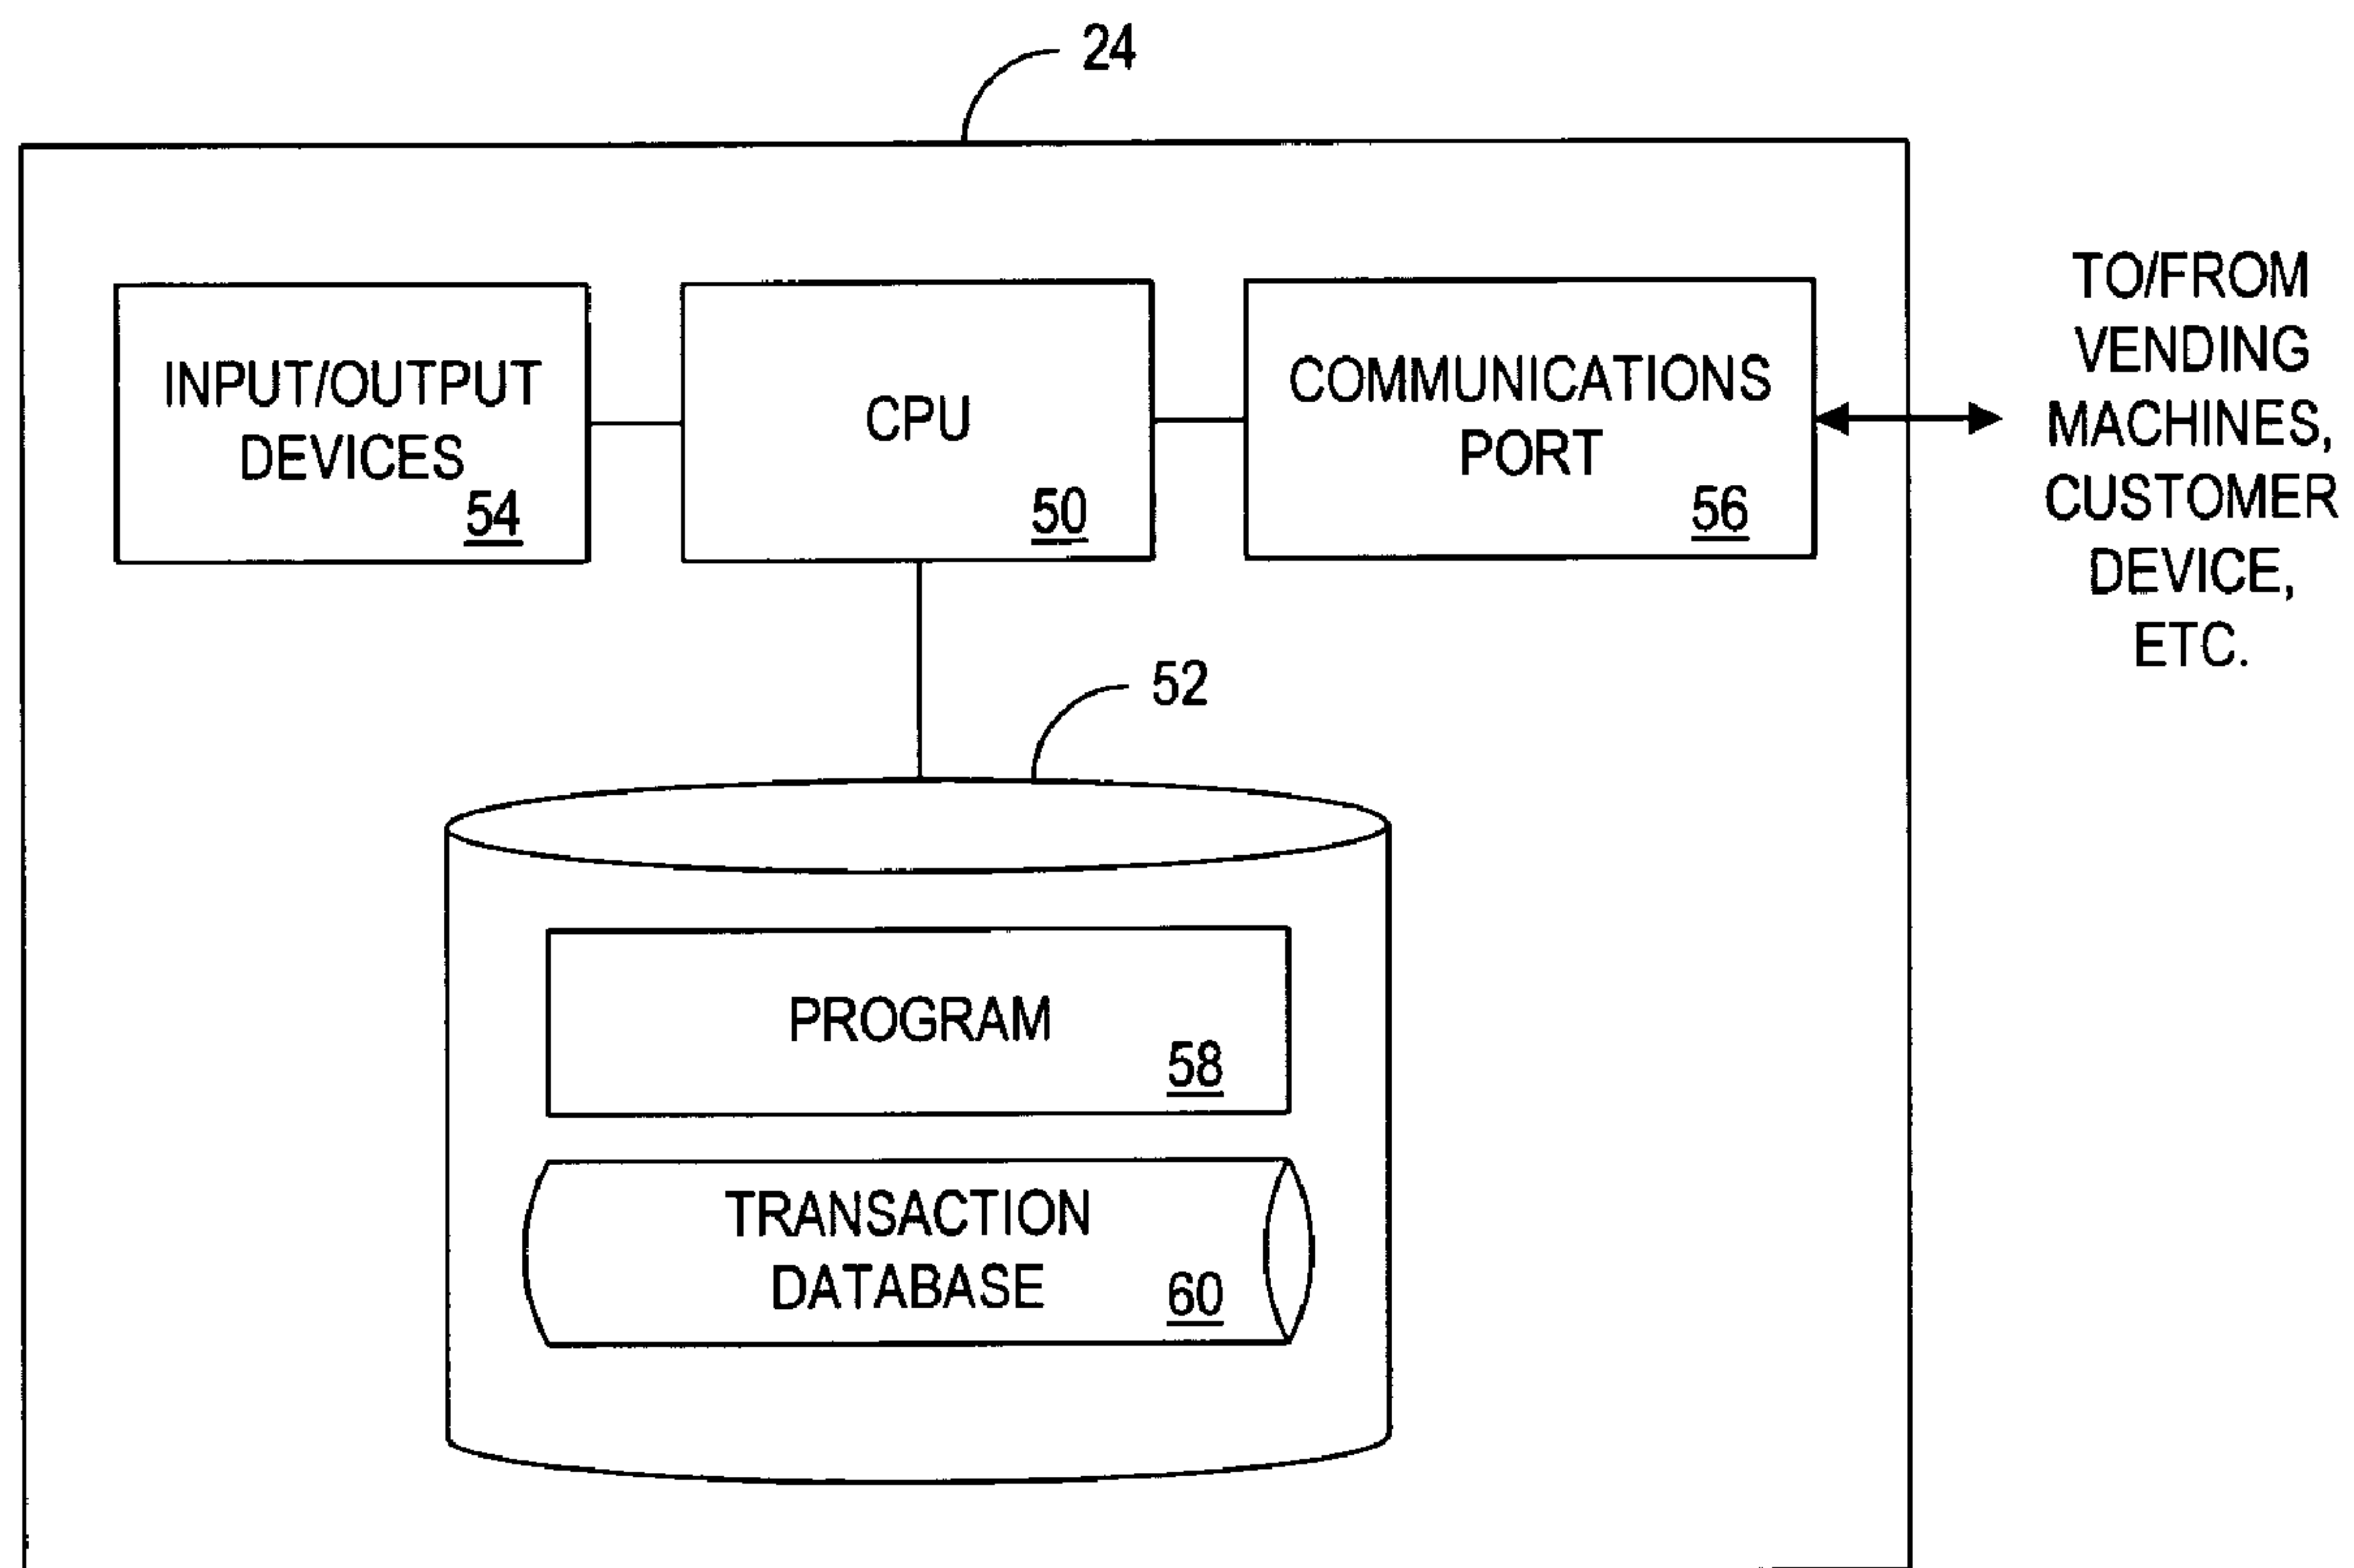 24
INPUT/OUTPUT
DEVICES
54
CPU
50
COMMUNICATIONS
PORT
56
TO/FROM
VENDING
MACHINES,
CUSTOMER
DEVICE,
ETC.
52
PROGRAM
58
TRANSACTION
DATABASE
60